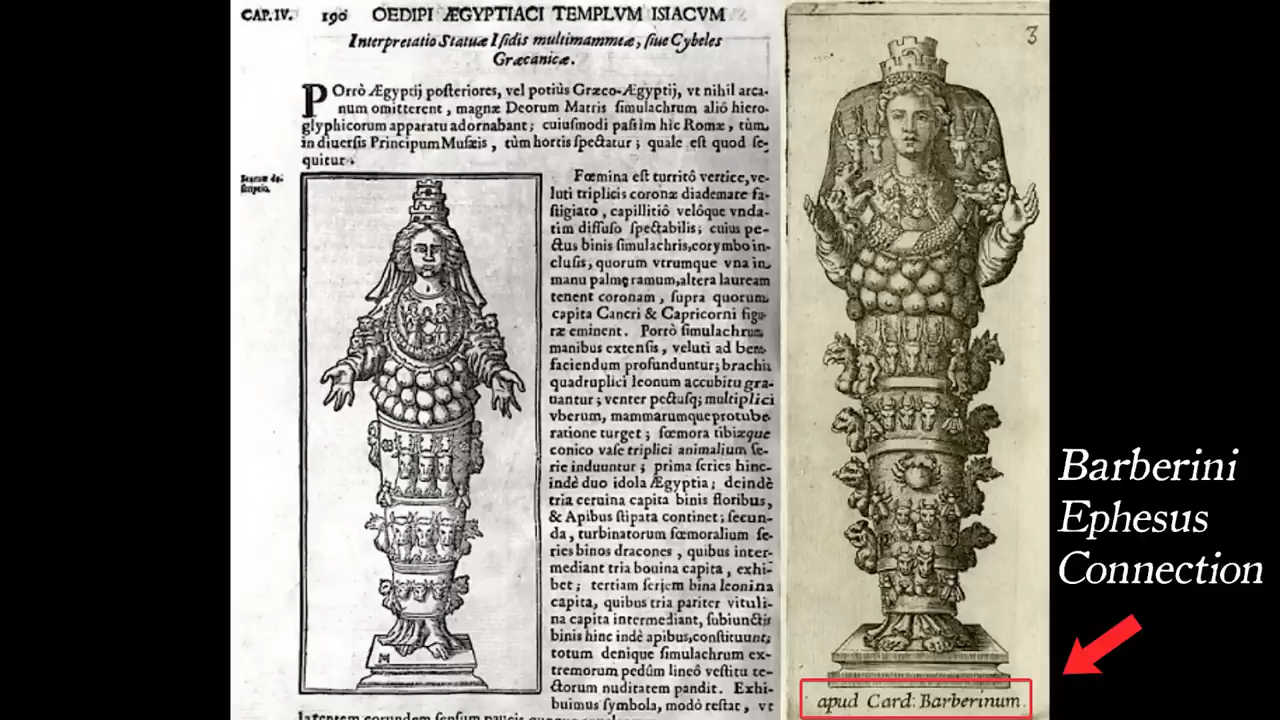 CAP. IV. 190 OEDIPI ÆGYPTIACI TEMPLVM ISIACVM
Interpretatio Statuæ Isidis multimammeæ, siue Cybeles
Græcanicæ.
POrrò Ægyptij posteriores, vel potiùs Græco-Ægyptij, vt nihil arca-
num omitterent, magnæ Deorum Matris simulachrum alió hiero-
glyphicorum apparatu adornabant; cuiusmodi passim hic Romæ, tùm
in diuersis Principum Musæis, tùm hortis spectatur; quale est quod se-
quitur.
Fœmina est turritô vertice, ve-
luti triplicis coronæ diademate fa-
stigiato, capillitiô velóque vnda-
tim diffuso spectabilis; cuius pe-
ctus binis simulachris, corymbo in-
clusis, quorum vtrumque vna in
manu palmę ramum, altera lauream
tenent coronam, supra quorum
capita Cancri & Capricorni figu-
ræ eminent. Porrò simulachrum
manibus extensis, veluti ad bene-
faciendum profunduntur; brachia
quadruplici leonum accubitu gra-
uantur; venter pectusq; multiplici
vberum, mammarumque protube-
ratione turget; fœmora tibiæque
conico vase triplici animalium se-
rie induuntur; prima series hinc
indè duo idola Ægyptia; deindè
tria ceruina capita binis floribus,
& Apibus stipata continet; secun-
da, turbinatorum fœmoralium se-
ries binos dracones, quibus inter-
mediant tria bouina capita, exhi-
bet; tertiam seriem bina leonina
capita, quibus tria pariter vituli-
na capita intermediant, subiunctis
binis hinc indè apibus, constituunt;
totum denique simulachrum ex-
tremorum pedùm lineô vestitu te-
ctorum nuditatem pandit. Exhi-
buimus symbola, modò restat, vt
3
apud Card: Barberinum.
Barberini
Ephesus
Connection